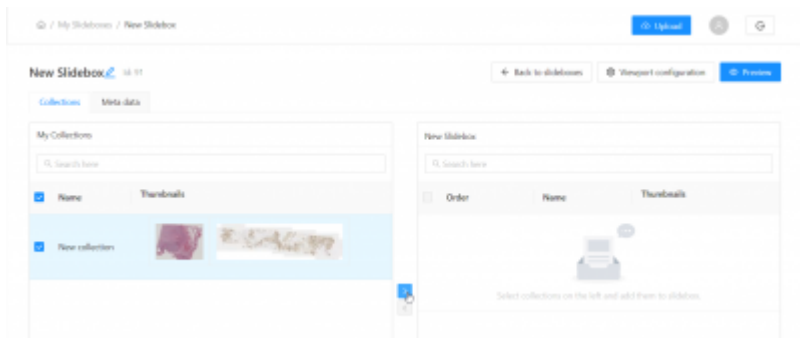 / My Slideboxes / New Slidebox
Upload
New Slidebox
Back to slideboxes
Viewport configuration
Preview
Collections
Meta data
My Collections
New Slidebox
Search here
Search here
Name
Thumbnails
Order
Name
Thumbnails
New collection
Select collections on the left and add them to slidebox.